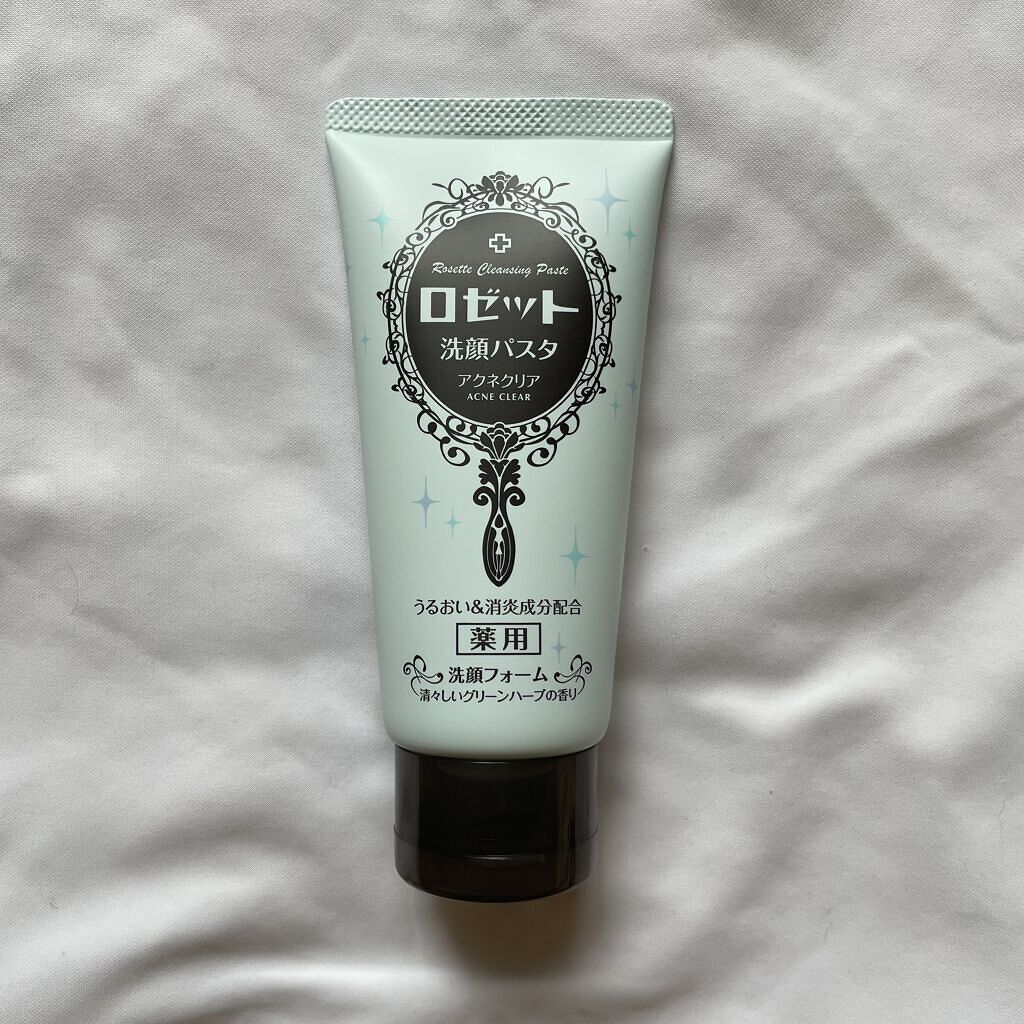 Rosette Cleansing Paste
ロゼット
洗顔パスタ
アクネクリア
ACNE CLEAR
うるおい&消炎成分配合
薬用
洗顔フォーム
清々しいグリーンハーブの香り